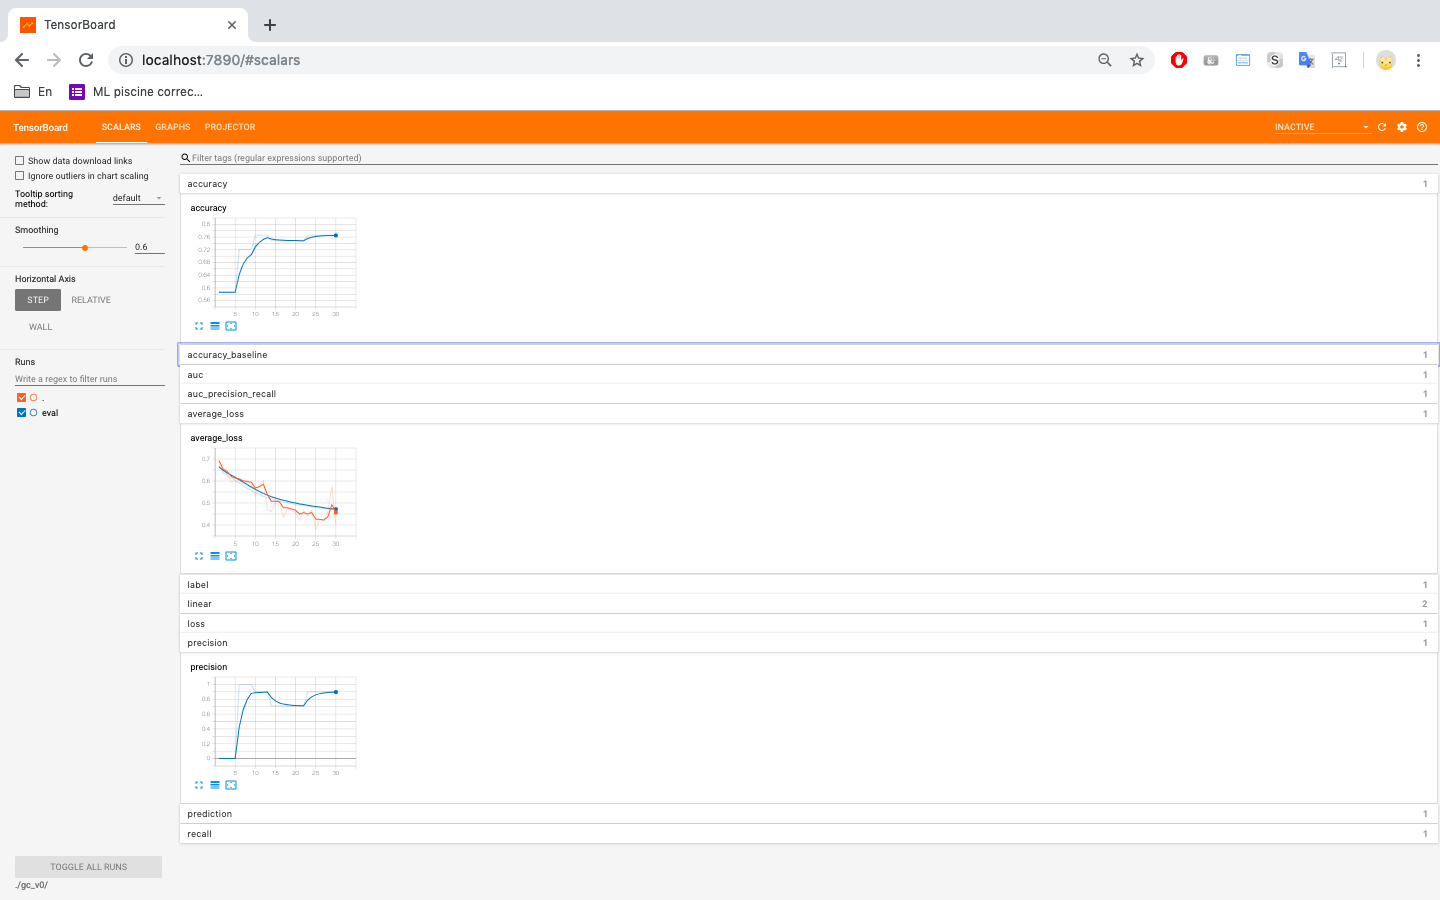 TensorBoard
localhost:7890/#scalars
S
En
ML piscine correc...
TensorBoard
SCALARS
GRAPHS
PROJECTOR
INACTIVE
Show data download links
Ignore outliers in chart scaling
Tooltip sorting
method:
default
Smoothing
0.6
Horizontal Axis
STEP
RELATIVE
WALL
Runs
Write a regex to filter runs
.
eval
TOGGLE ALL RUNS
./gc_v0/
Filter tags (regular expressions supported)
accuracy 1
accuracy
0.8
0.76
0.72
0.68
0.64
0.6
0.56
5 10 15 20 25 30
accuracy_baseline 1
auc 1
auc_precision_recall 1
average_loss 1
average_loss
0.7
0.6
0.5
0.4
5 10 15 20 25 30
label 1
linear 2
loss 1
precision 1
precision
1
0.8
0.6
0.4
0.2
0
5 10 15 20 25 30
prediction 1
recall 1